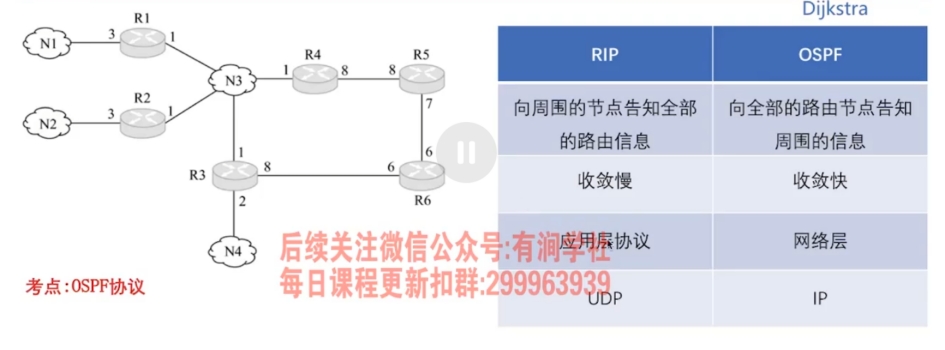 Dijkstra
N1
3
R1
1
N2
3
R2
1
N3
1
R4
8
8
R5
7
1
R3
8
2
6
6
R6
N4
考点:OSPF协议
RIP
OSPF
向周围的节点告知全部
的路由信息
向全部的路由节点告知
周围的信息
收敛慢
收敛快
应用层协议
网络层
UDP
IP
后续关注微信公众号:有涧学社
每日课程更新扣群:299963939